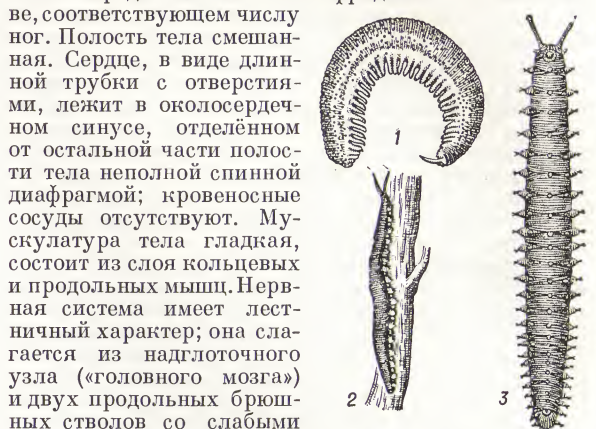 ве, соответствующем числу
ног. Полость тела смешан-
ная. Сердце, в виде длин-
ной трубки с отверстия-
ми, лежит в околосердеч-
ном синусе, отделённом
от остальной части полос-
ти тела неполной спинной
диафрагмой; кровеносные
сосуды отсутствуют. Му-
скулатура тела гладкая,
состоит из слоя кольцевых
и продольных мышц. Нерв-
ная система имеет лест-
ничный характер; она сла-
гается из надглоточного
узла («головного мозга»)
и двух продольных брюш-
ных стволов со слабыми
1
2
3